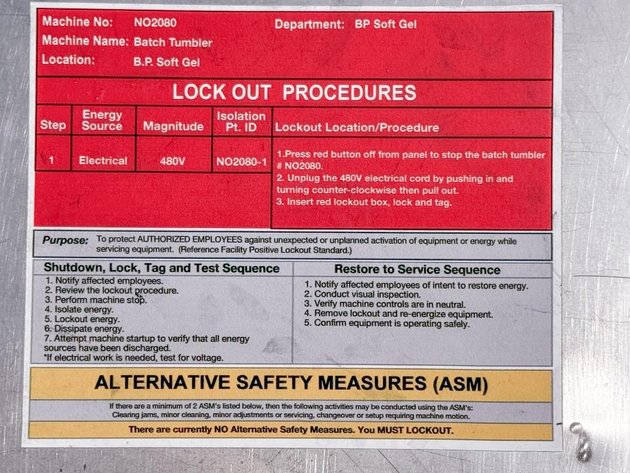 Machine No: NO2080 Department: BP Soft Gel
Machine Name: Batch Tumbler
Location: B.P. Soft Gel
LOCK OUT PROCEDURES
Step Energy Source Magnitude Isolation Pt. ID Lockout Location/Procedure
1 Electrical 480V NO2080-1
1.Press red button off from panel to stop the batch tumbler
# NO2080.
2. Unplug the 480V electrical cord by pushing in and
turning counter-clockwise then pull out.
3. Insert red lockout box, lock and tag.
Purpose: To protect AUTHORIZED EMPLOYEES against unexpected or unplanned activation of equipment or energy while
servicing equipment. (Reference Facility Positive Lockout Standard.)
Shutdown, Lock, Tag and Test Sequence
1. Notify affected employees.
2. Review the lockout procedure.
3. Perform machine stop.
4. Isolate energy.
5. Lockout energy.
6. Dissipate energy.
7. Attempt machine startup to verify that all energy
sources have been discharged.
*If electrical work is needed, test for voltage.
Restore to Service Sequence
1. Notify affected employees of intent to restore energy.
2. Conduct visual inspection.
3. Verify machine controls are in neutral.
4. Remove lockout and re-energize equipment.
5. Confirm equipment is operating safely.
ALTERNATIVE SAFETY MEASURES (ASM)
If there are a minimum of 2 ASM's listed below, then the following activities may be conducted using the ASM's:
Clearing jams, minor cleaning, minor adjustments or servicing, changeover or setup requiring machine motion.
There are currently NO Alternative Safety Measures. You MUST LOCKOUT.